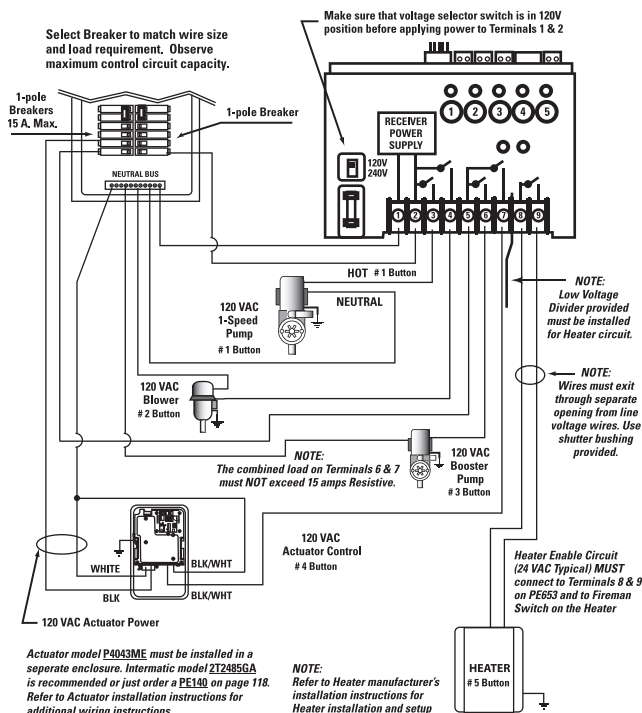 Make sure that voltage selector switch is in 120V
position before applying power to Terminals 1 & 2
Select Breaker to match wire size
and load requirement. Observe
maximum control circuit capacity.
1-pole
Breakers
15 A. Max.
1-pole Breaker
NEUTRAL BUS
1 2 3 4 5
RECEIVER
POWER
SUPPLY
120V
240V
1 2 3 4 5 6 7 8 9
HOT # 1 Button
NEUTRAL
120 VAC
1-Speed
Pump
# 1 Button
NOTE:
Low Voltage
Divider provided
must be installed
for Heater circuit.
120 VAC
Blower
# 2 Button
NOTE:
Wires must exit
through separate
opening from line
voltage wires. Use
shutter bushing
provided.
NOTE:
The combined load on Terminals 6 & 7
must NOT exceed 15 amps Resistive.
120 VAC
Booster
Pump
# 3 Button
120 VAC
Actuator Control
# 4 Button
WHITE
BLK/WHT
BLK
BLK/WHT
120 VAC Actuator Power
Heater Enable Circuit
(24 VAC Typical) MUST
connect to Terminals 8 & 9
on PE653 and to Fireman
Switch on the Heater
Actuator model P4043ME must be installed in a
seperate enclosure. Intermatic model 2T2485GA
is recommended or just order a PE140 on page 118.
Refer to Actuator installation instructions for
additional wiring instructions
NOTE:
Refer to Heater manufacturer's
installation instructions for
Heater installation and setup
HEATER
# 5 Button